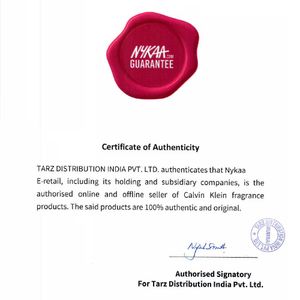 NYKAA.COM
GUARANTEE
Certificate of Authenticity
TARZ DISTRIBUTION INDIA PVT. LTD. authenticates that Nykaa
E-retail, including its holding and subsidiary companies, is the
authorised online and offline seller of Calvin Klein fragrance
products. The said products are 100% authentic and original.
Authorised Signatory
For Tarz Distribution India Pvt. Ltd.